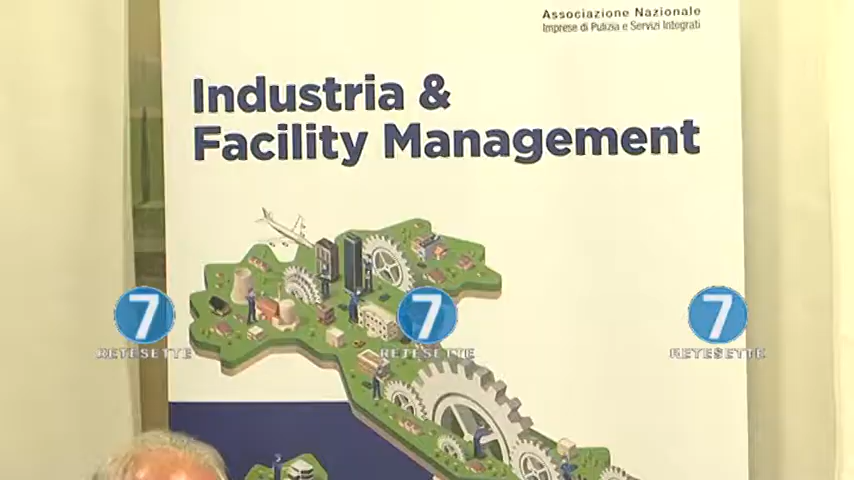 Associazione Nazionale
Imprese di Pulizia e Servizi Integrati
Industria &
Facility Management
7 7 7
RETESETTE RETESETTE RETESETTE